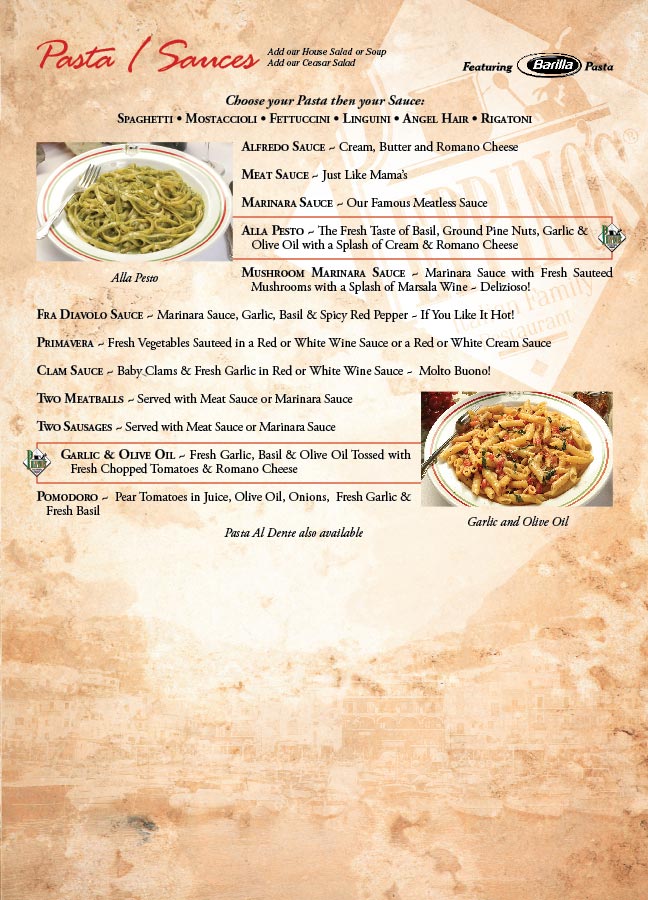 Pasta / Sauces
Add our House Salad or Soup
Add our Ceasar Salad
Featuring Barilla Pasta
Choose your Pasta then your Sauce:
Spaghetti • Mostaccioli • Fettuccini • Linguini • Angel Hair • Rigatoni
Alfredo Sauce ~ Cream, Butter and Romano Cheese
Meat Sauce ~ Just Like Mama's
Marinara Sauce ~ Our Famous Meatless Sauce
Alla Pesto ~ The Fresh Taste of Basil, Ground Pine Nuts, Garlic &
Olive Oil with a Splash of Cream & Romano Cheese
Alla Pesto
Mushroom Marinara Sauce ~ Marinara Sauce with Fresh Sauteed
Mushrooms with a Splash of Marsala Wine ~ Delizioso!
Fra Diavolo Sauce ~ Marinara Sauce, Garlic, Basil & Spicy Red Pepper ~ If You Like It Hot!
Primavera ~ Fresh Vegetables Sauteed in a Red or White Wine Sauce or a Red or White Cream Sauce
Clam Sauce ~ Baby Clams & Fresh Garlic in Red or White Wine Sauce ~ Molto Buono!
Two Meatballs ~ Served with Meat Sauce or Marinara Sauce
Two Sausages ~ Served with Meat Sauce or Marinara Sauce
Garlic & Olive Oil ~ Fresh Garlic, Basil & Olive Oil Tossed with
Fresh Chopped Tomatoes & Romano Cheese
Pomodoro ~ Pear Tomatoes in Juice, Olive Oil, Onions, Fresh Garlic &
Fresh Basil
Garlic and Olive Oil
Pasta Al Dente also available
Italian Family
Restaurant